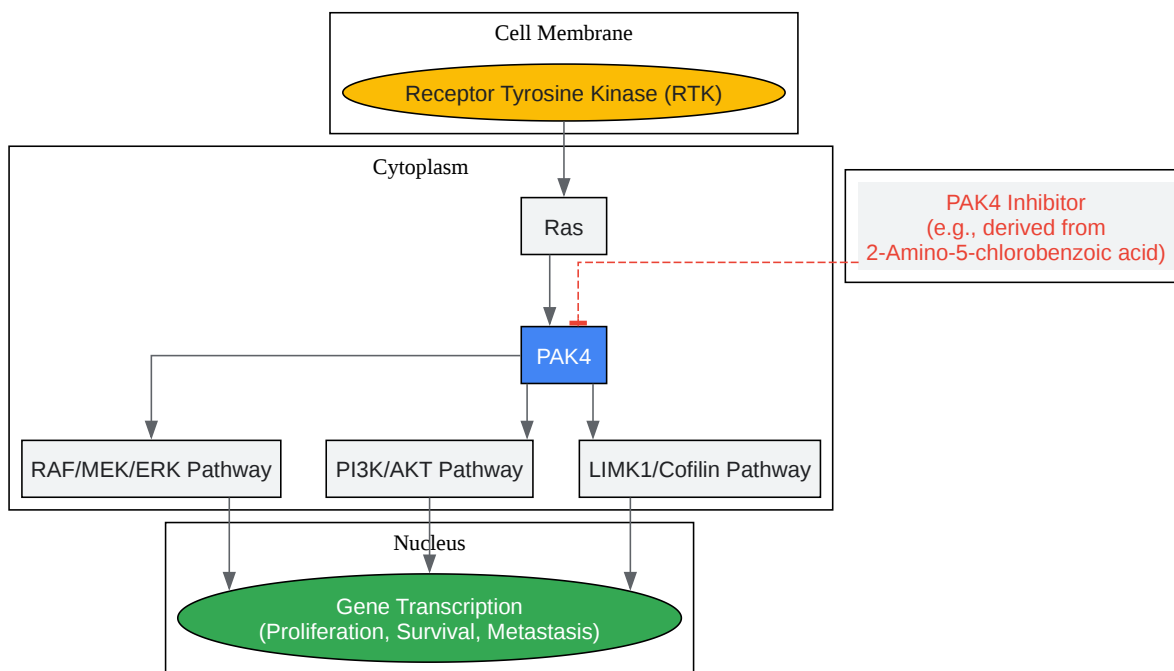 Cell Membrane
Receptor Tyrosine Kinase (RTK)
Cytoplasm
PAK4 Inhibitor
(e.g., derived from
2-Amino-5-chlorobenzoic acid)
Ras
PAK4
RAF/MEK/ERK Pathway
PI3K/AKT Pathway
LIMK1/Cofilin Pathway
Nucleus
Gene Transcription
(Proliferation, Survival, Metastasis)